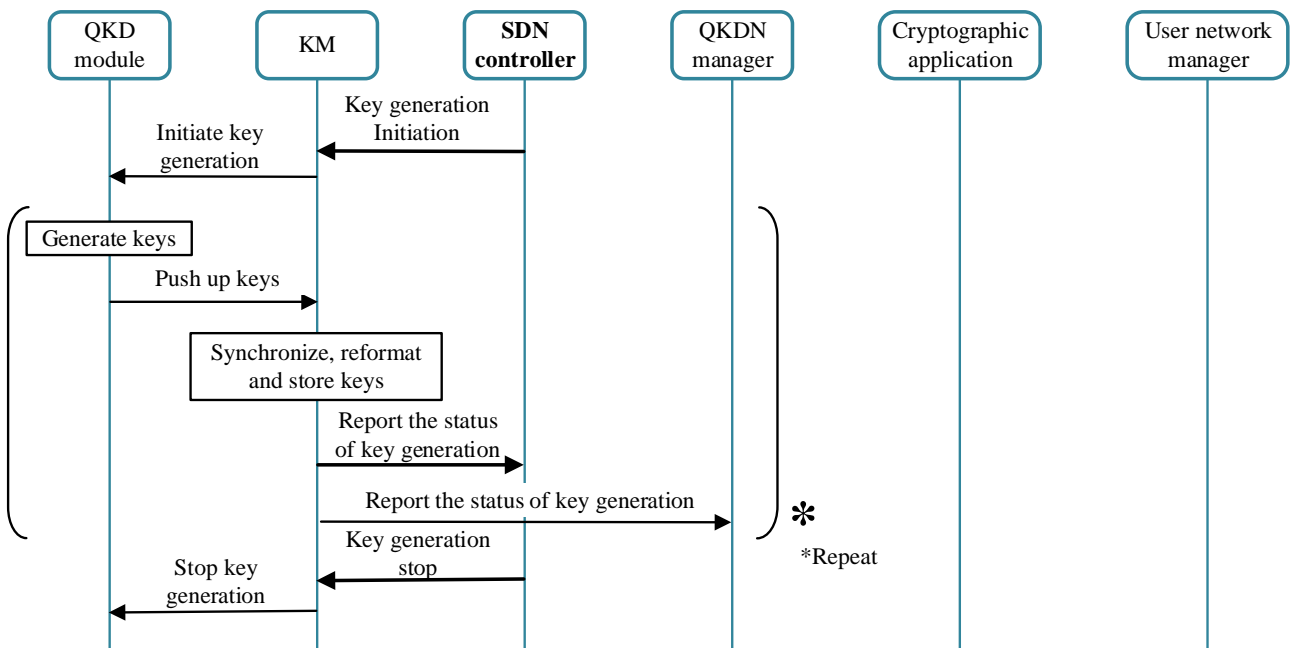 QKD
module
KM
SDN
controller
QKDN
manager
Cryptographic
application
User network
manager
Key generation
Initiation
Initiate key
generation
Generate keys
Push up keys
Synchronize, reformat
and store keys
Report the status
of key generation
Report the status of key generation
*
*Repeat
Key generation
stop
Stop key
generation